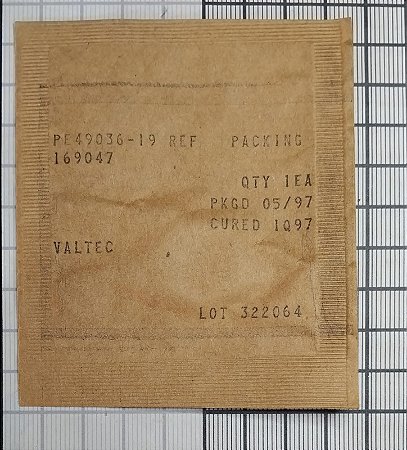 PE49036-19 REF PACKING
169047
QTY 1EA
PKGD 05/97
CURED 1Q97
VALTEC
LOT 322064